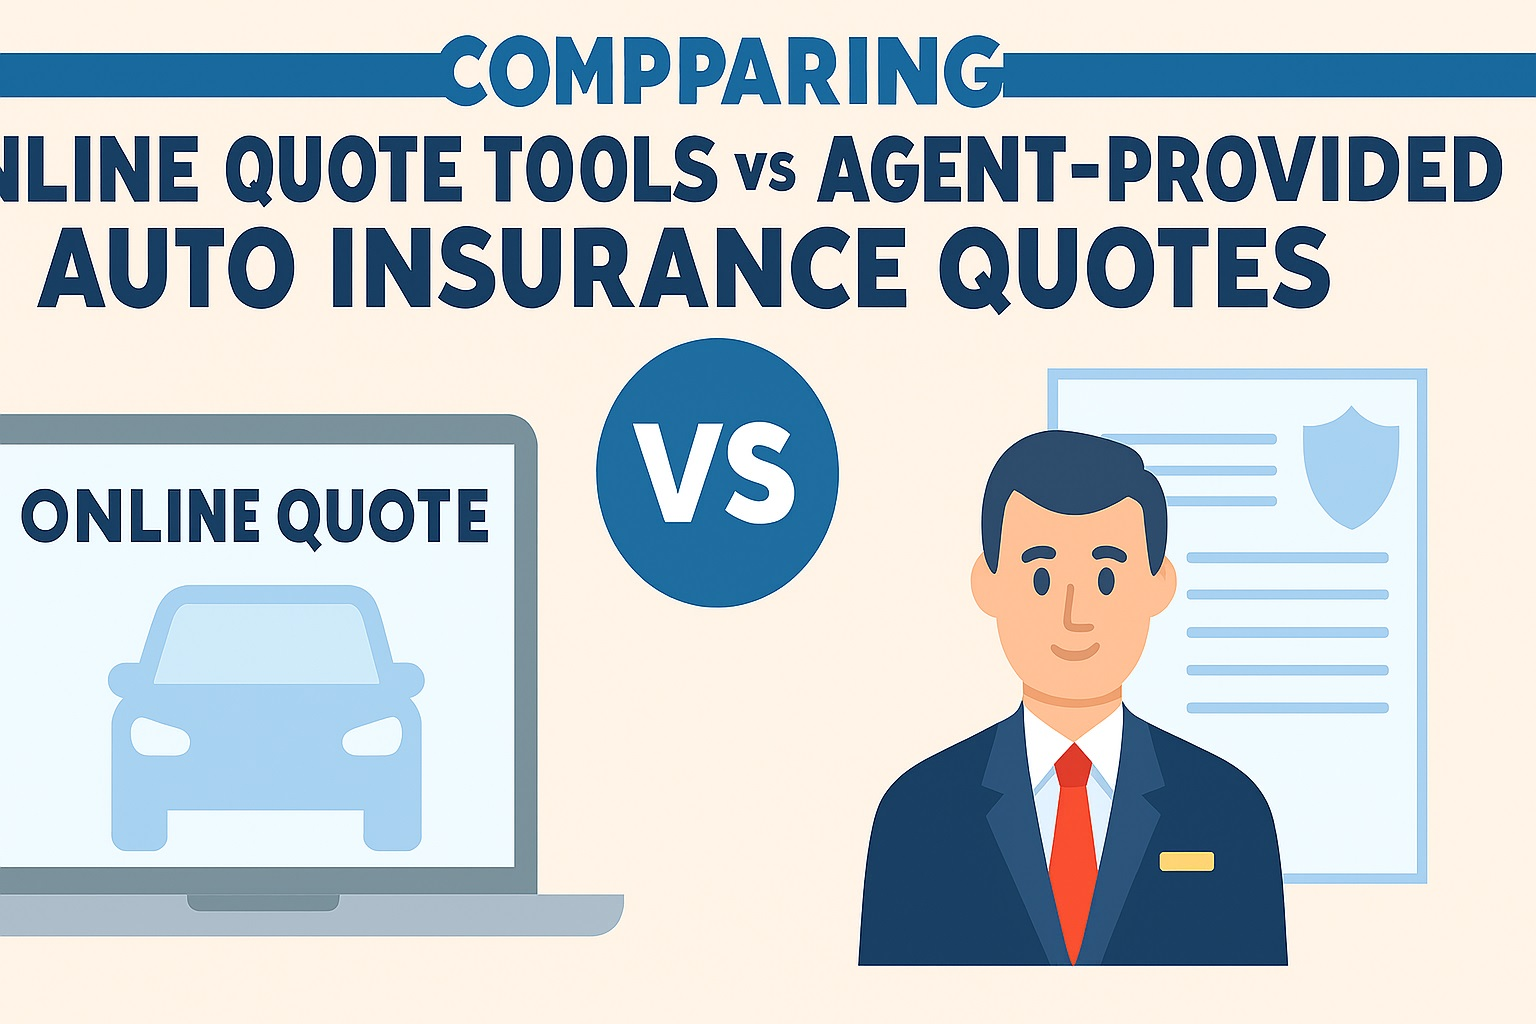 COMPPARING
NLINE QUOTE TOOLS VS AGENT-PROVIDED
AUTO INSURANCE QUOTES
VS
ONLINE QUOTE